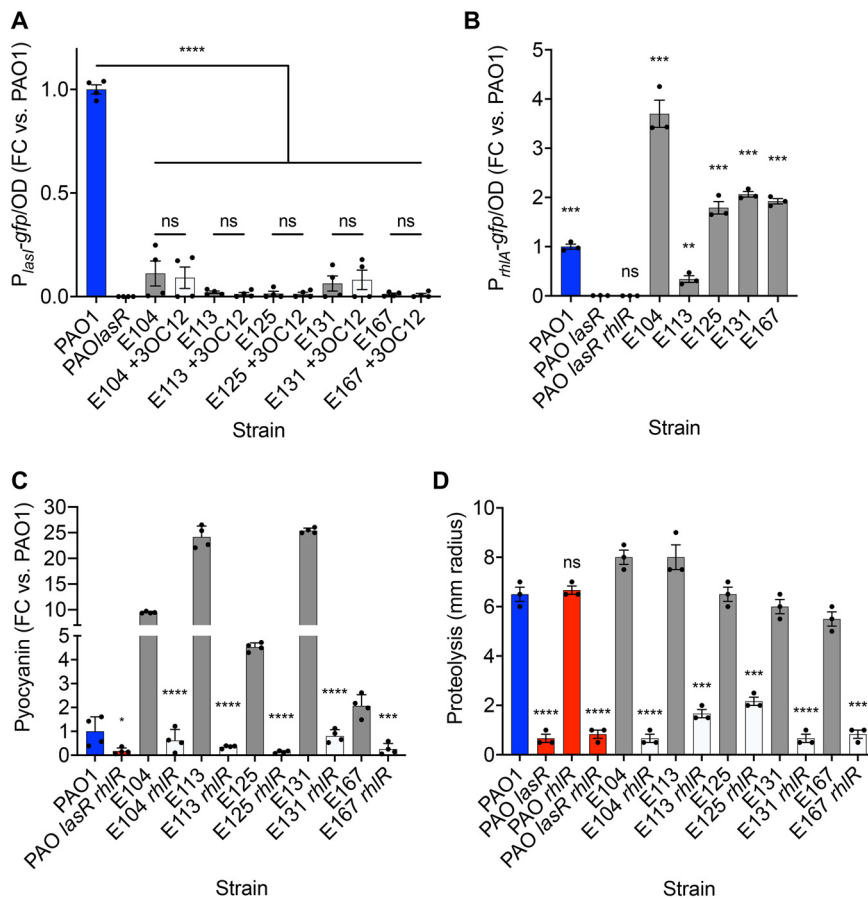 A
P_lasI-gfp/OD (FC vs. PAO1)
1.0
0.5
0.0
****
ns
ns
ns
ns
ns
PAO1
PAOlasR
E104
E104 +3OC12
E113
E113 +3OC12
E125
E125 +3OC12
E131
E131 +3OC12
E167
E167 +3OC12
Strain
B
P_rhlA-gfp/OD (FC vs. PAO1)
5
4
3
2
1
0
***
ns
***
**
***
***
***
PAO1
PAO lasR
PAO lasR rhlR
E104
E113
E125
E131
E167
Strain
C
Pyocyanin (FC vs. PAO1)
30
25
20
15
10
5
4
3
2
1
0
*
****
****
****
****
***
PAO1
PAO lasR rhlR
E104
E104 rhlR
E113
E113 rhlR
E125
E125 rhlR
E131
E131 rhlR
E167
E167 rhlR
Strain
D
Proteolysis (mm radius)
10
8
6
4
2
0
****
ns
****
****
***
***
****
***
PAO1
PAO lasR
PAO rhlR
PAO lasR rhlR
E104
E104 rhlR
E113
E113 rhlR
E125
E125 rhlR
E131
E131 rhlR
E167
E167 rhlR
Strain